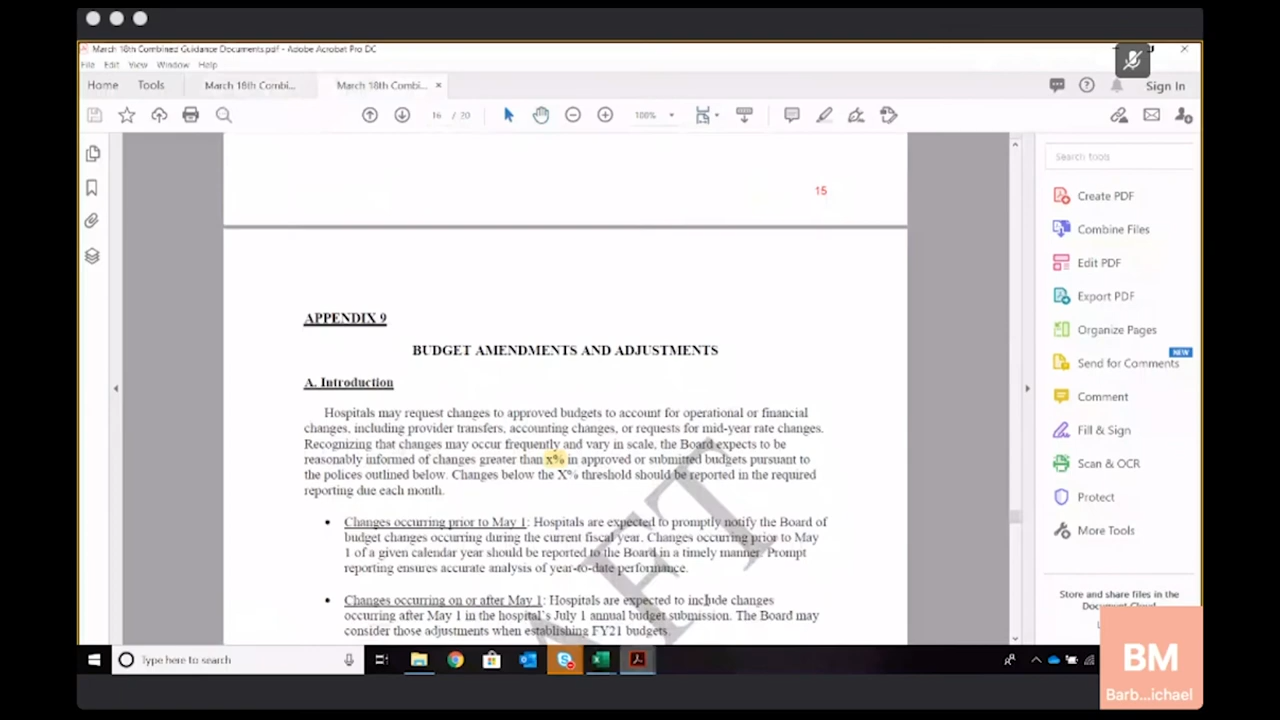 March 18th Combined Guidance Documents.pdf - Adobe Acrobat Pro DC
File Edit View Window Help
Home Tools March 18th Combi... March 18th Combi... × Sign In
16 / 20 100%
Search tools
15
Create PDF
Combine Files
Edit PDF
Export PDF
Organize Pages
NEW
Send for Comments
Comment
Fill & Sign
Scan & OCR
Protect
More Tools
Store and share files in the
Document Cloud
APPENDIX 9
BUDGET AMENDMENTS AND ADJUSTMENTS
A. Introduction
Hospitals may request changes to approved budgets to account for operational or financial
changes, including provider transfers, accounting changes, or requests for mid-year rate changes.
Recognizing that changes may occur frequently and vary in scale, the Board expects to be
reasonably informed of changes greater than x% in approved or submitted budgets pursuant to
the polices outlined below. Changes below the X% threshold should be reported in the required
reporting due each month.
• Changes occurring prior to May 1: Hospitals are expected to promptly notify the Board of
budget changes occurring during the current fiscal year. Changes occurring prior to May
1 of a given calendar year should be reported to the Board in a timely manner. Prompt
reporting ensures accurate analysis of year-to-date performance.
• Changes occurring on or after May 1: Hospitals are expected to include changes
occurring after May 1 in the hospital's July 1 annual budget submission. The Board may
consider those adjustments when establishing FY21 budgets.
Type here to search
BM
Barb...ichael